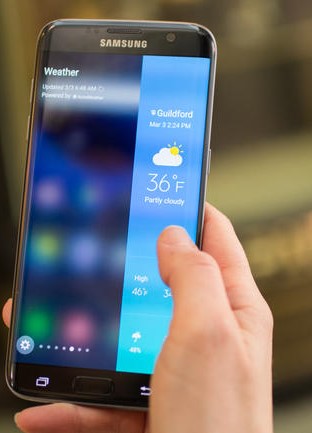 SAMSUNG
Weather
Updated 3/3 6:48 AM
Powered by AccuWeather
Guildford
Mar 3 2:24 PM
36°F
Partly cloudy
High
46°F
48%